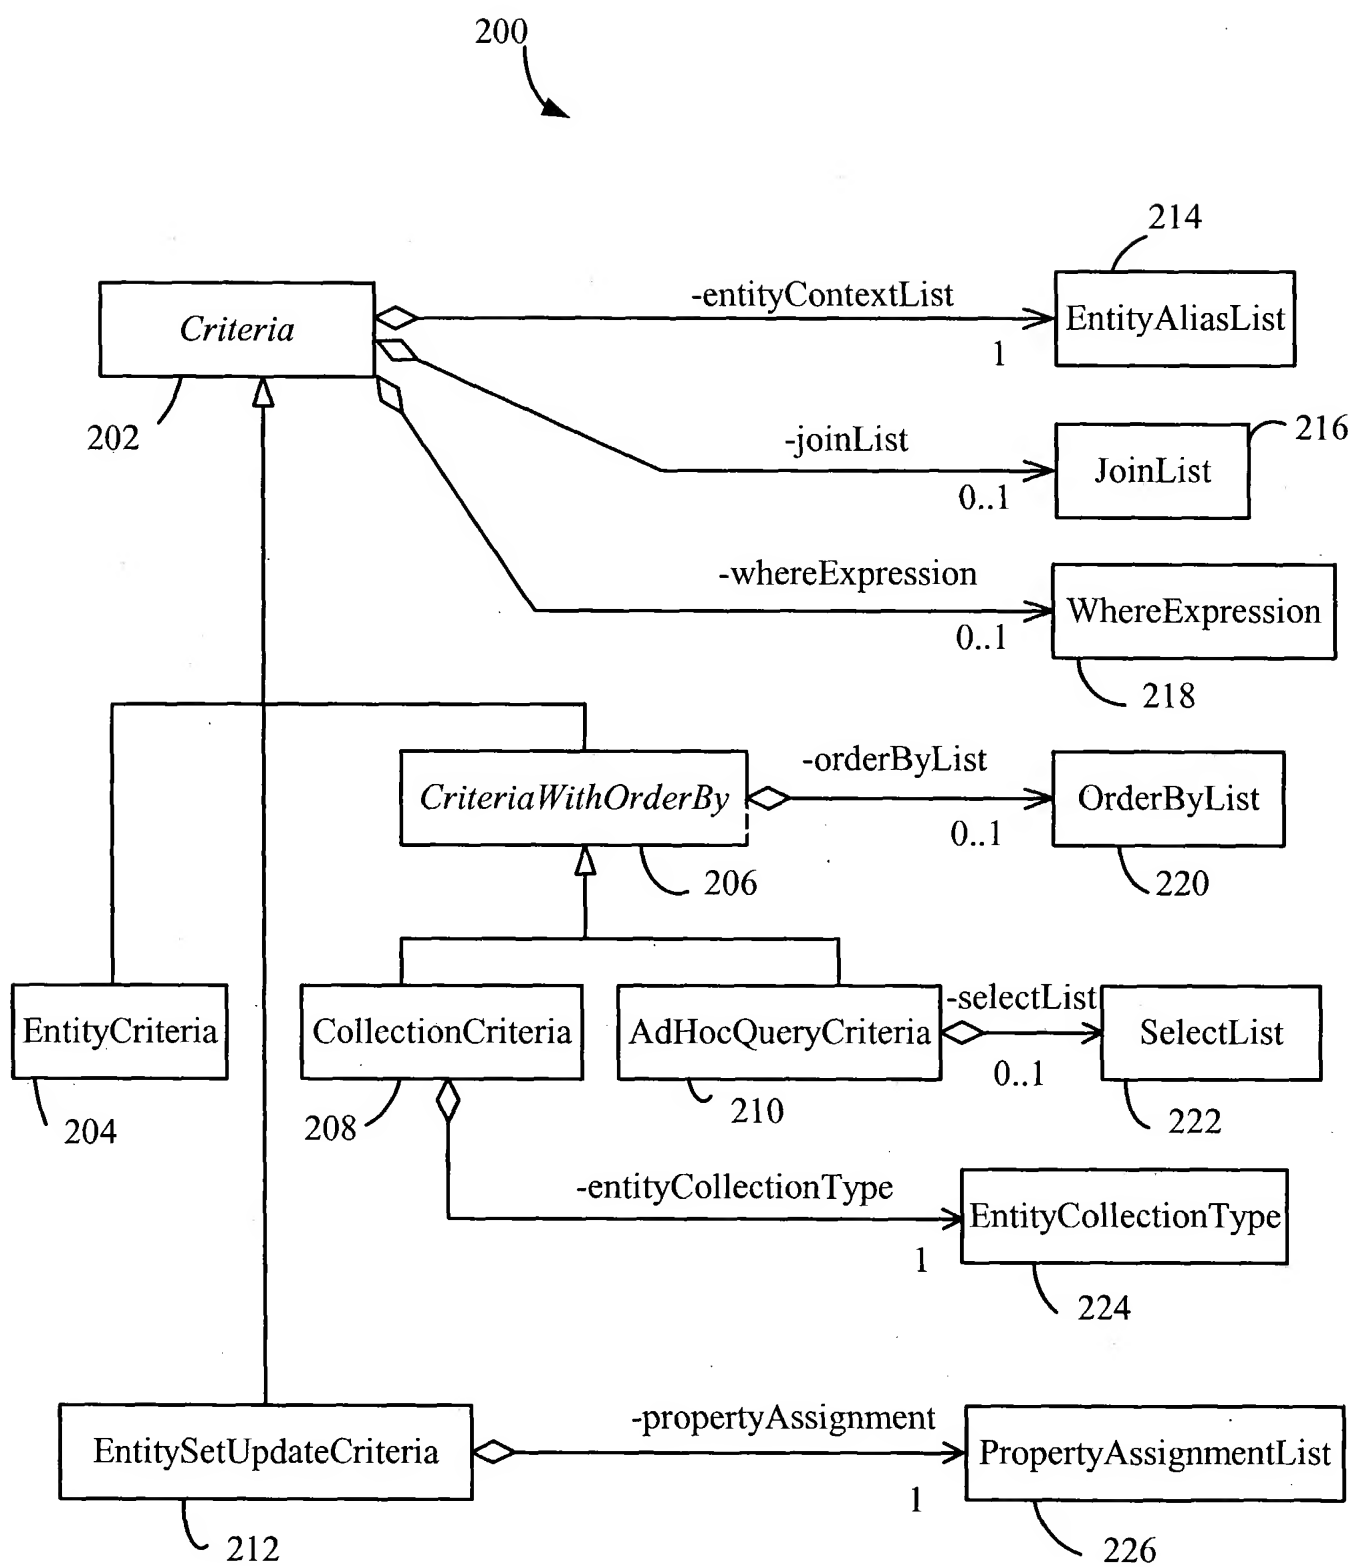 200
214
-entityContextList
EntityAliasList
Criteria
1
202
216
-joinList
JoinList
0..1
-whereExpression
WhereExpression
0..1
218
-orderByList
CriteriaWithOrderBy
OrderByList
0..1
206
220
-selectList
EntityCriteria
CollectionCriteria
AdHocQueryCriteria
SelectList
0..1
204
208
210
222
-entityCollectionType
EntityCollectionType
1
224
-propertyAssignment
EntitySetUpdateCriteria
PropertyAssignmentList
1
212
226